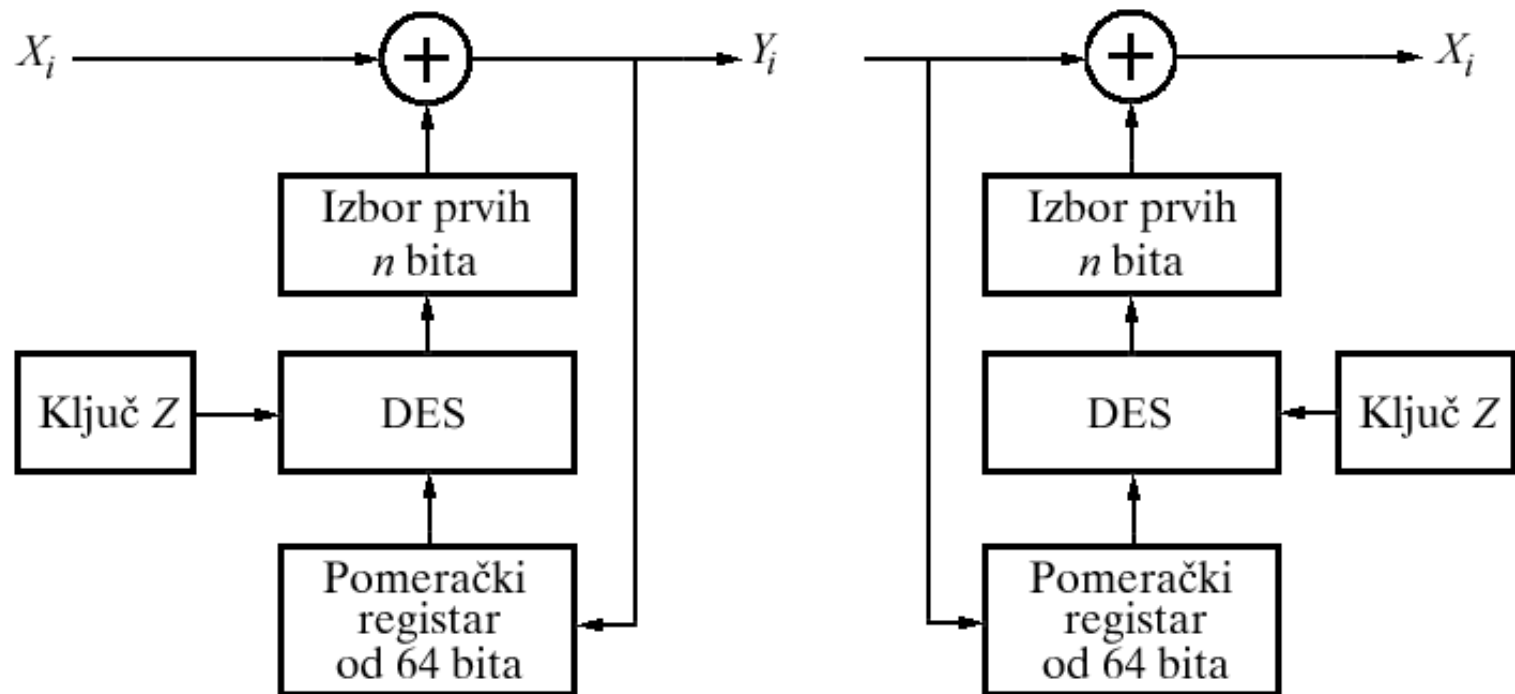 X_i
+
Y_i
+
X_i
Izbor prvih
n bita
Izbor prvih
n bita
Ključ Z
DES
DES
Ključ Z
Pomerački
registar
od 64 bita
Pomerački
registar
od 64 bita